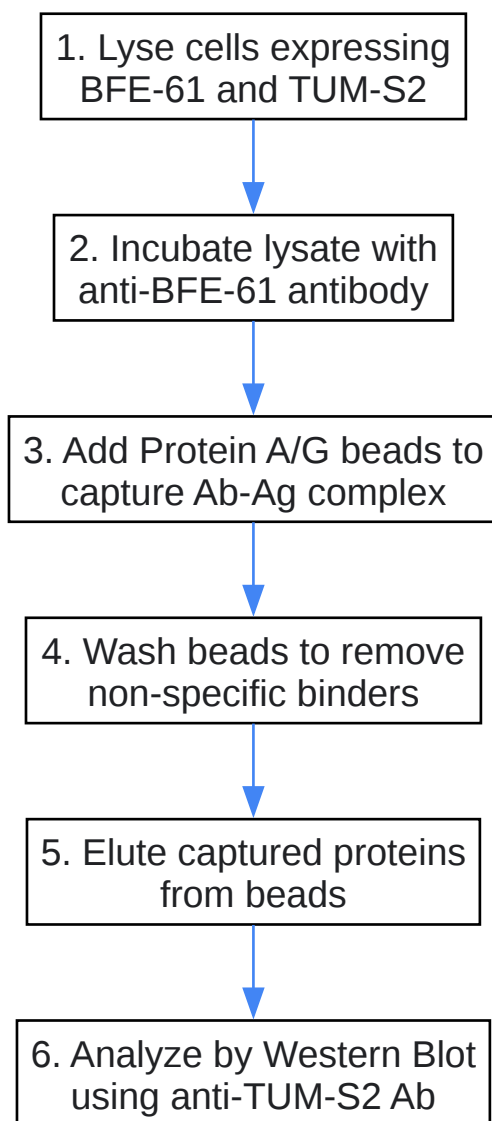 1. Lyse cells expressing
BFE-61 and TUM-S2
2. Incubate lysate with
anti-BFE-61 antibody
3. Add Protein A/G beads to
capture Ab-Ag complex
4. Wash beads to remove
non-specific binders
5. Elute captured proteins
from beads
6. Analyze by Western Blot
using anti-TUM-S2 Ab